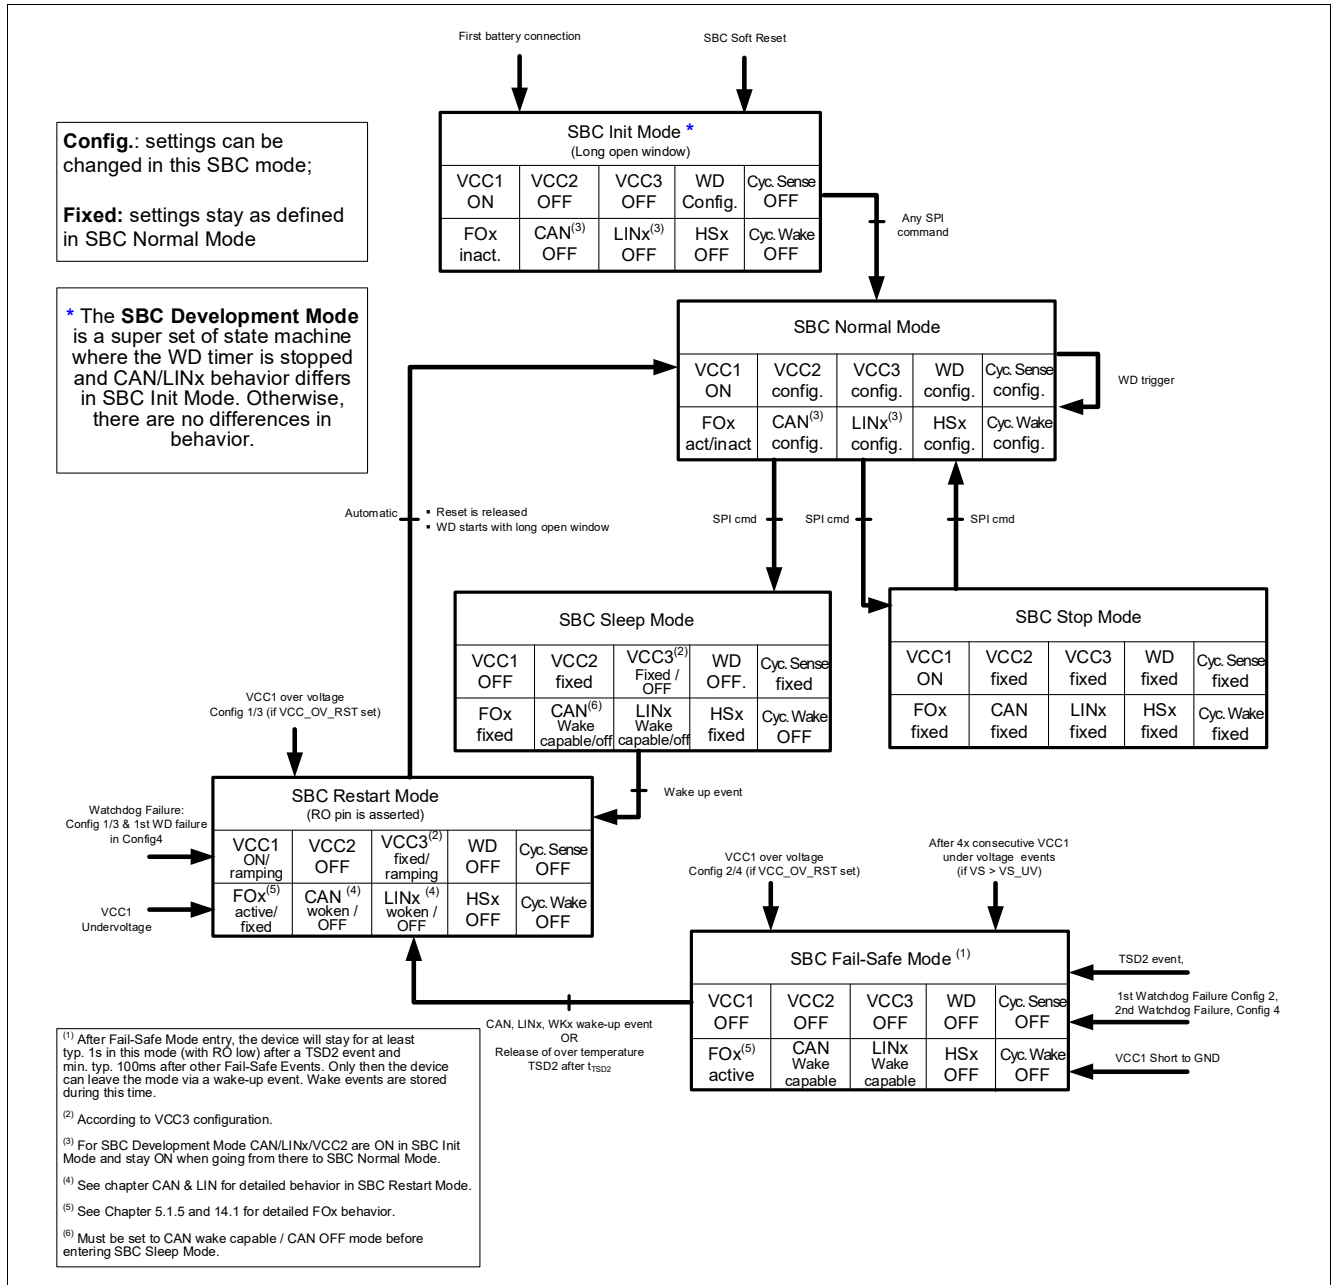 First battery connection
SBC Soft Reset
Config.: settings can be
changed in this SBC mode;
Fixed: settings stay as defined
in SBC Normal Mode
* The SBC Development Mode
is a super set of state machine
where the WD timer is stopped
and CAN/LINx behavior differs
in SBC Init Mode. Otherwise,
there are no differences in
behavior.
SBC Init Mode *
(Long open window)
VCC1
ON
VCC2
OFF
VCC3
OFF
WD
Config.
Cyc. Sense
OFF
FOx
inact.
CAN(3)
OFF
LINx(3)
OFF
HSx
OFF
Cyc. Wake
OFF
Any SPI
command
SBC Normal Mode
VCC1
ON
VCC2
config.
VCC3
config.
WD
config.
Cyc. Sense
config.
FOx
act/inact
CAN(3)
config.
LINx(3)
config.
HSx
config.
Cyc. Wake
config.
WD trigger
Automatic
▪ Reset is released
▪ WD starts with long open window
SPI cmd
SPI cmd
SPI cmd
SBC Sleep Mode
VCC1
OFF
VCC2
fixed
VCC3(2)
Fixed /
OFF
WD
OFF.
Cyc. Sense
fixed
FOx
fixed
CAN(6)
Wake
capable/off
LINx
Wake
capable/off
HSx
fixed
Cyc. Wake
OFF
SBC Stop Mode
VCC1
ON
VCC2
fixed
VCC3
fixed
WD
fixed
Cyc. Sense
fixed
FOx
fixed
CAN
fixed
LINx
fixed
HSx
fixed
Cyc. Wake
fixed
VCC1 over voltage
Config 1/3 (if VCC_OV_RST set)
Wake up event
Watchdog Failure:
Config 1/3 & 1st WD failure
in Config4
VCC1
Undervoltage
SBC Restart Mode
(RO pin is asserted)
VCC1
ON/
ramping
VCC2
OFF
VCC3(2)
fixed/
ramping
WD
OFF
Cyc. Sense
OFF
FOx(5)
active/
fixed
CAN (4)
woken /
OFF
LINx (4)
woken /
OFF
HSx
OFF
Cyc. Wake
OFF
VCC1 over voltage
Config 2/4 (if VCC_OV_RST set)
After 4x consecutive VCC1
under voltage events
(if VS > VS_UV)
SBC Fail-Safe Mode (1)
VCC1
OFF
VCC2
OFF
VCC3
OFF
WD
OFF
Cyc. Sense
OFF
FOx(5)
active
CAN
Wake
capable
LINx
Wake
capable
HSx
OFF
Cyc. Wake
OFF
TSD2 event,
1st Watchdog Failure Config 2,
2nd Watchdog Failure, Config 4
VCC1 Short to GND
CAN, LINx, WKx wake-up event
OR
Release of over temperature
TSD2 after tTSD2
(1) After Fail-Safe Mode entry, the device will stay for at least
typ. 1s in this mode (with RO low) after a TSD2 event and
min. typ. 100ms after other Fail-Safe Events. Only then the device
can leave the mode via a wake-up event. Wake events are stored
during this time.
(2) According to VCC3 configuration.
(3) For SBC Development Mode CAN/LINx/VCC2 are ON in SBC Init
Mode and stay ON when going from there to SBC Normal Mode.
(4) See chapter CAN & LIN for detailed behavior in SBC Restart Mode.
(5) See Chapter 5.1.5 and 14.1 for detailed FOx behavior.
(6) Must be set to CAN wake capable / CAN OFF mode before
entering SBC Sleep Mode.